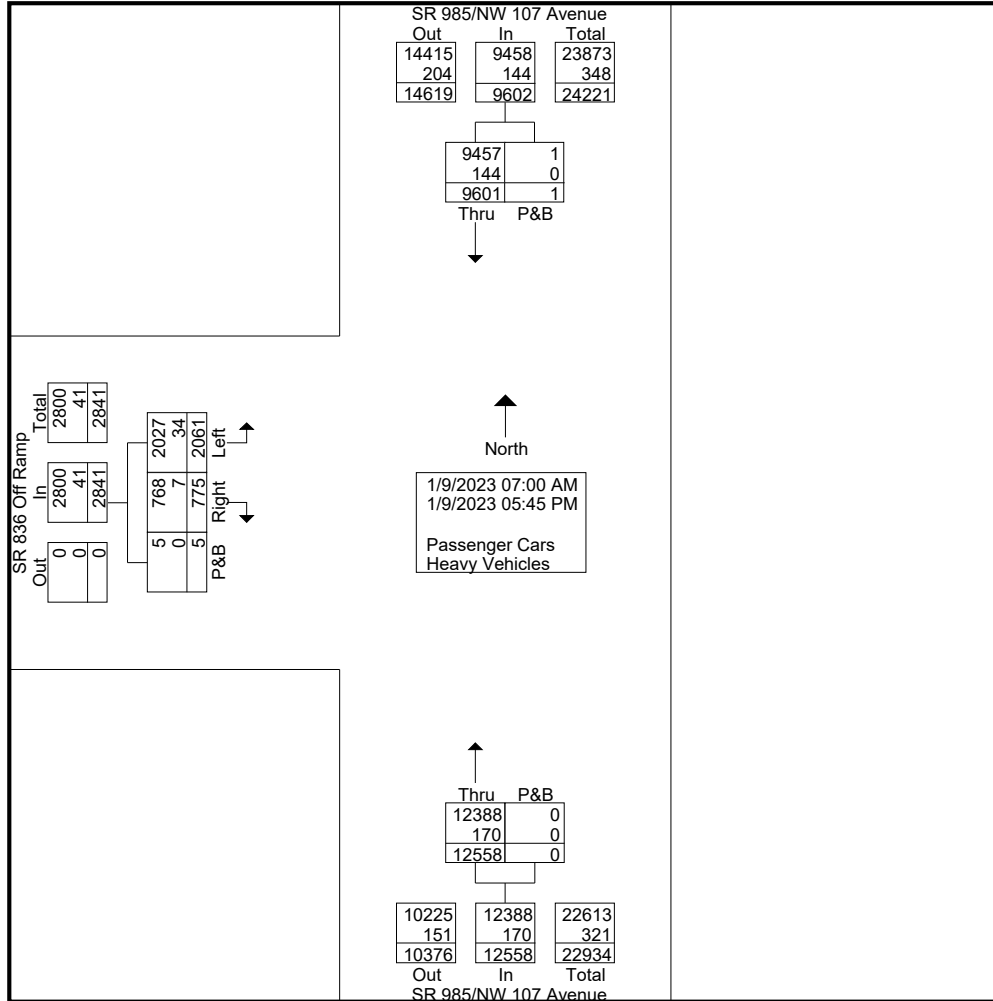 SR 985/NW 107 Avenue
Out In Total
14415 9458 23873
204 144 348
14619 9602 24221
9457 1
144 0
9601 1
Thru P&B
SR 836 Off Ramp
Total
2800
41
2841
In
2800
41
2841
Out
0
0
0
2027
34
2061
Left
768
7
775
Right
5
0
5
P&B
North
1/9/2023 07:00 AM
1/9/2023 05:45 PM
Passenger Cars
Heavy Vehicles
Thru P&B
12388 0
170 0
12558 0
10225 12388 22613
151 170 321
10376 12558 22934
Out In Total
SR 985/NW 107 Avenue